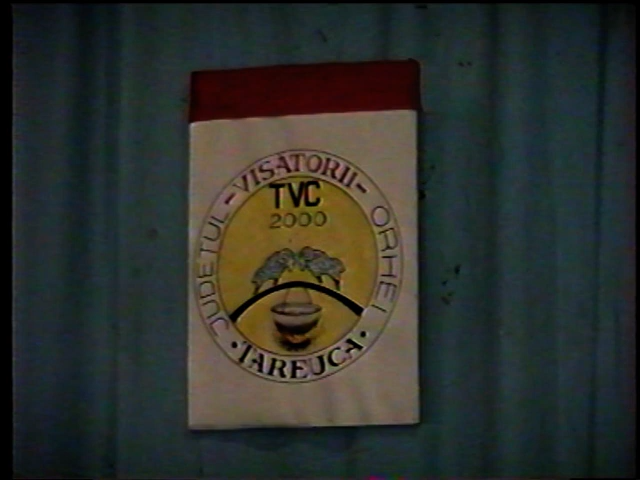 JUDETUL - VISATORII - ORHEI
TVC
2000
• TAREUCA •